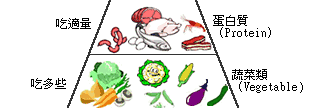 吃適量
蛋白質
(Protein)
吃多些
蔬菜類
(Vegetable)